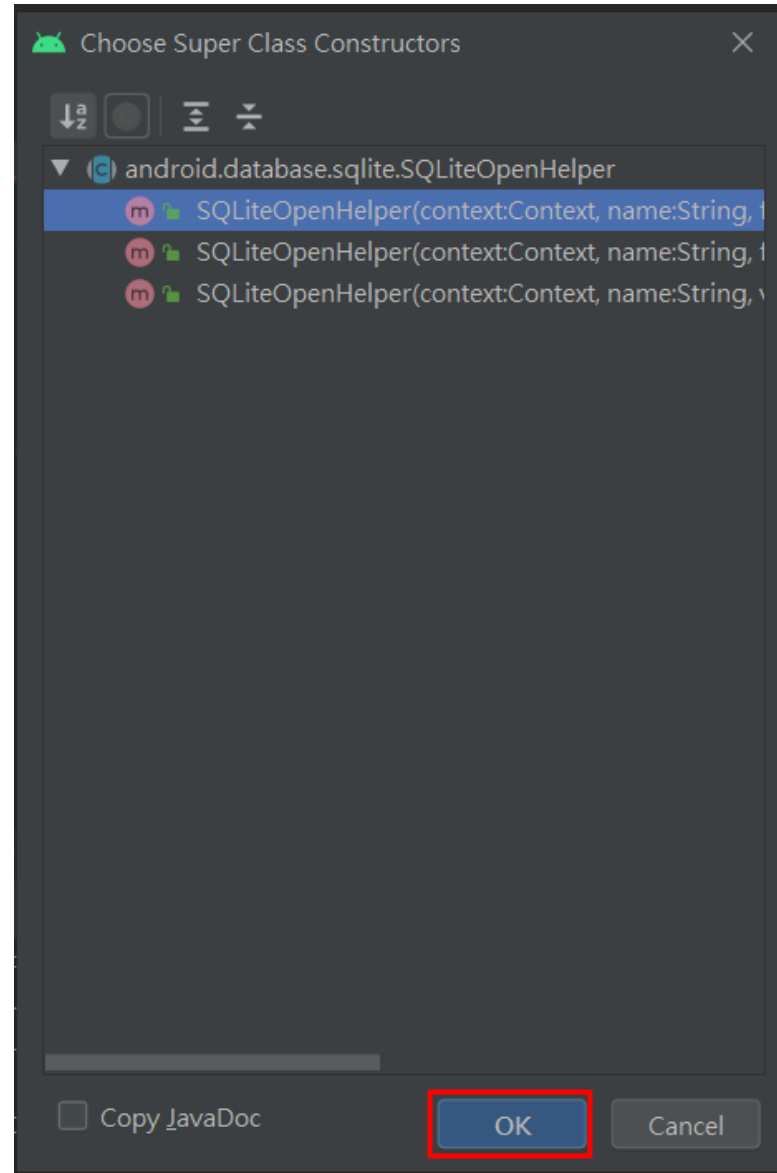 Choose Super Class Constructors
android.database.sqlite.SQLiteOpenHelper
SQLiteOpenHelper(context:Context, name:String,
SQLiteOpenHelper(context:Context, name:String,
SQLiteOpenHelper(context:Context, name:String,
Copy JavaDoc
OK
Cancel